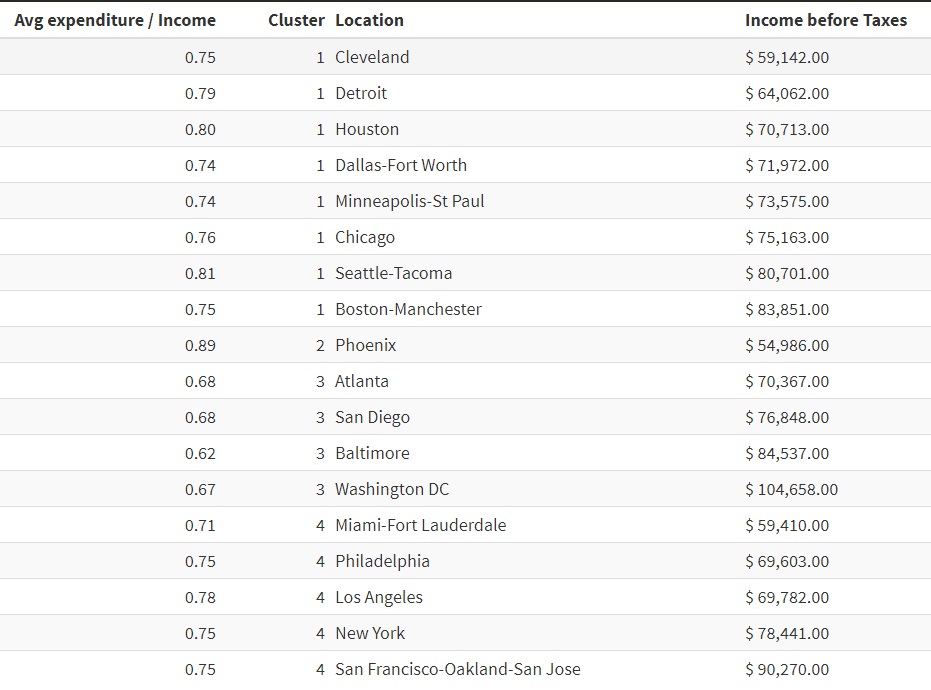 Avg expenditure / Income Cluster Location Income before Taxes
0.75 1 Cleveland $ 59,142.00
0.79 1 Detroit $ 64,062.00
0.80 1 Houston $ 70,713.00
0.74 1 Dallas-Fort Worth $ 71,972.00
0.74 1 Minneapolis-St Paul $ 73,575.00
0.76 1 Chicago $ 75,163.00
0.81 1 Seattle-Tacoma $ 80,701.00
0.75 1 Boston-Manchester $ 83,851.00
0.89 2 Phoenix $ 54,986.00
0.68 3 Atlanta $ 70,367.00
0.68 3 San Diego $ 76,848.00
0.62 3 Baltimore $ 84,537.00
0.67 3 Washington DC $ 104,658.00
0.71 4 Miami-Fort Lauderdale $ 59,410.00
0.75 4 Philadelphia $ 69,603.00
0.78 4 Los Angeles $ 69,782.00
0.75 4 New York $ 78,441.00
0.75 4 San Francisco-Oakland-San Jose $ 90,270.00